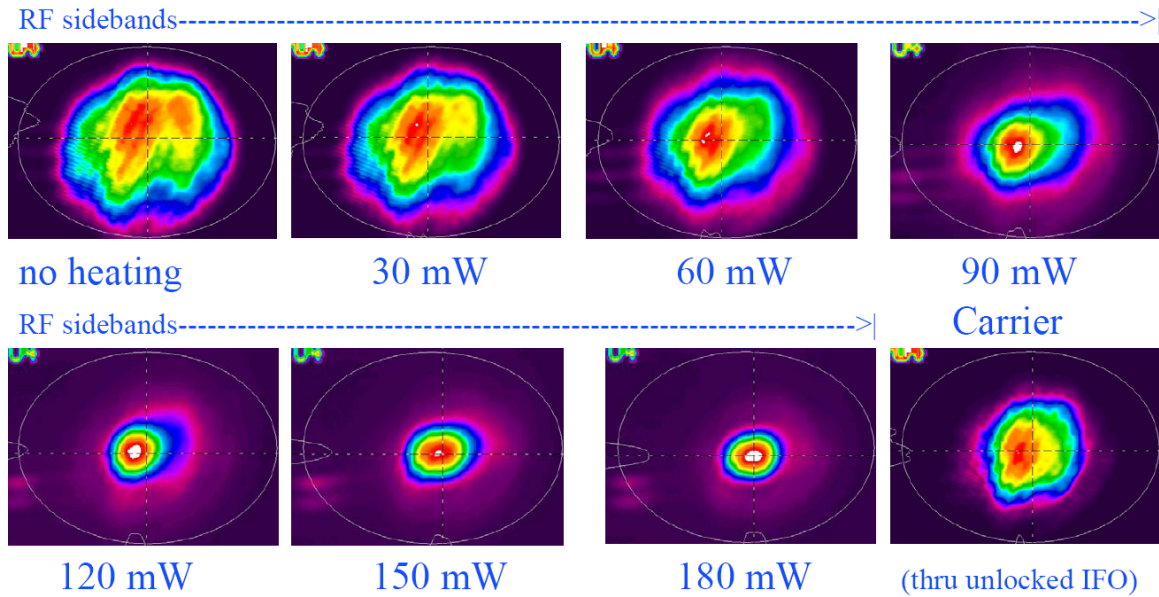 RF sidebands------------------------------------------------------------------------------->|
no heating 30 mW 60 mW 90 mW
RF sidebands------------------------------------------------------->| Carrier
120 mW 150 mW 180 mW (thru unlocked IFO)